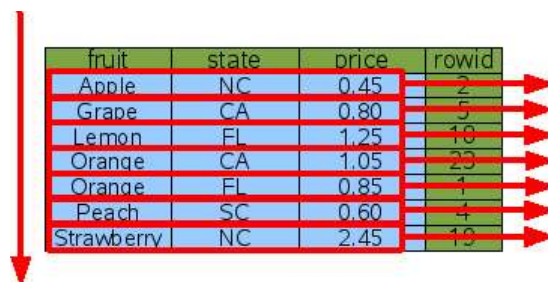 fruit state price rowid
Apple NC 0.45 2
Grape CA 0.80 5
Lemon FL 1.25 18
Orange CA 1.05 23
Orange FL 0.85 1
Peach SC 0.60 4
Strawberry NC 2.45 19